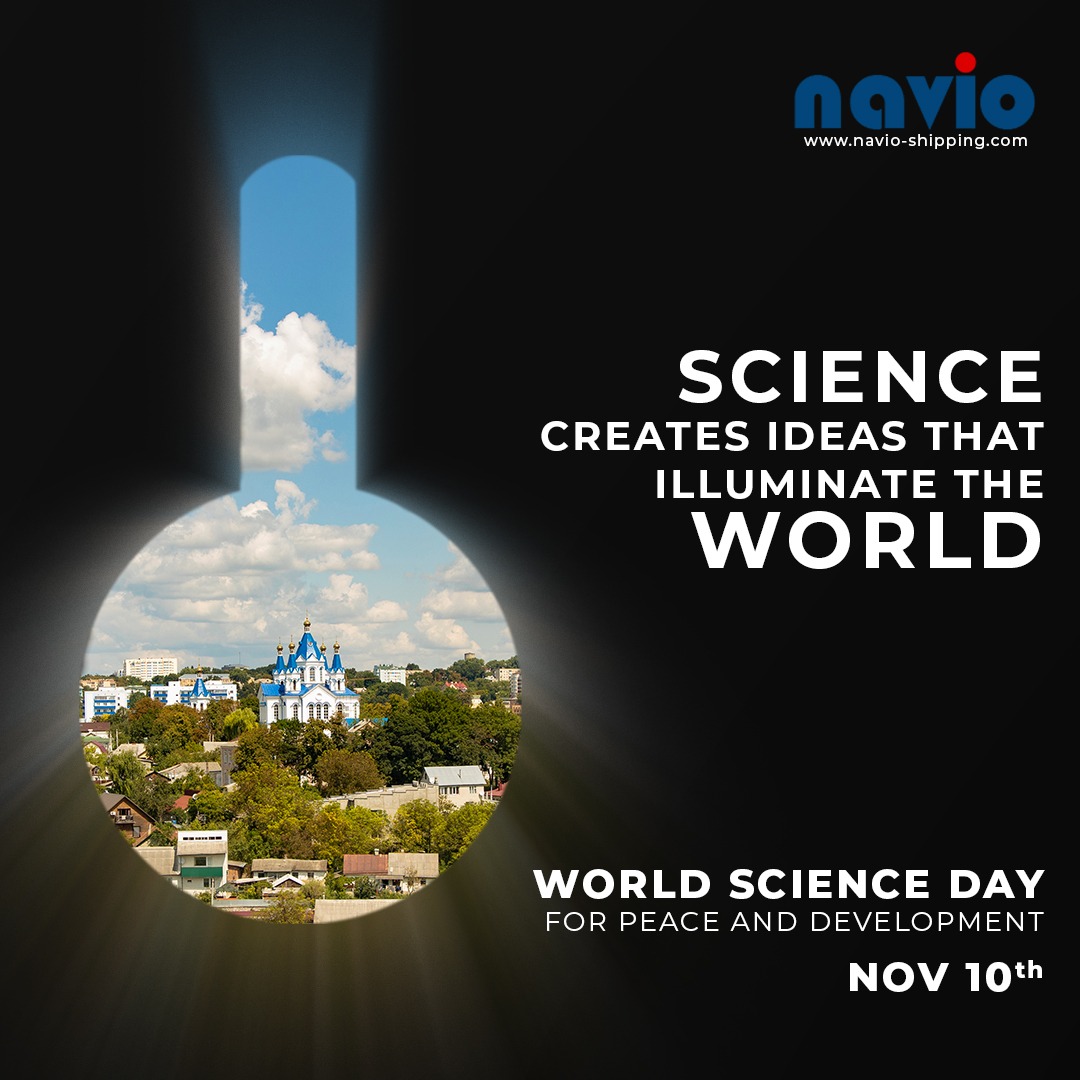 navio
www.navio-shipping.com
SCIENCE
CREATES IDEAS THAT
ILLUMINATE THE
WORLD
WORLD SCIENCE DAY
FOR PEACE AND DEVELOPMENT
NOV 10th